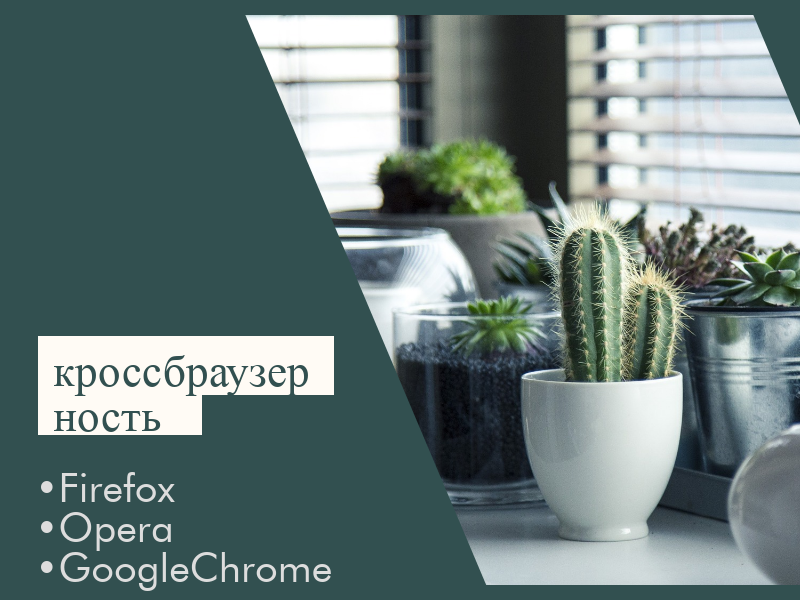 кроссбраузер
ность
•Firefox
•Opera
•GoogleChrome